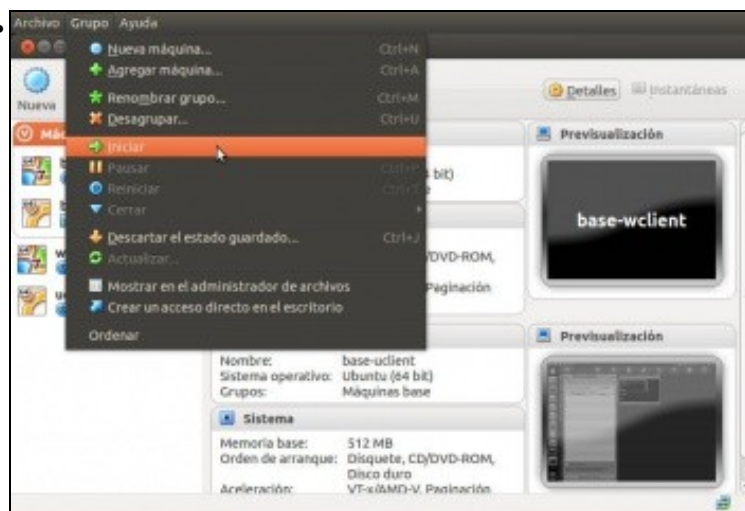 Archivo Grupo Ayuda
Nueva máquina... Ctrl+N
Agregar máquina... Ctrl+A
Renombrar grupo... Ctrl+M
Desagrupar... Ctrl+U
Iniciar
Pausar Ctrl+P
Reiniciar Ctrl+T
Cerrar
Descartar el estado guardado... Ctrl+J
Actualizar...
Mostrar en el administrador de archivos
Crear un acceso directo en el escritorio
Ordenar
Nueva
Detalles Instantáneas
Previsualización
bit)
base-wclient
DVD-ROM,
Paginación
Previsualización
Nombre: base-uclient
Sistema operativo: Ubuntu (64 bit)
Grupos: Máquinas base
Sistema
Memoria base: 512 MB
Orden de arranque: Disquete, CD/DVD-ROM,
Disco duro
Aceleración: VT-x/AMD-V, Paginación